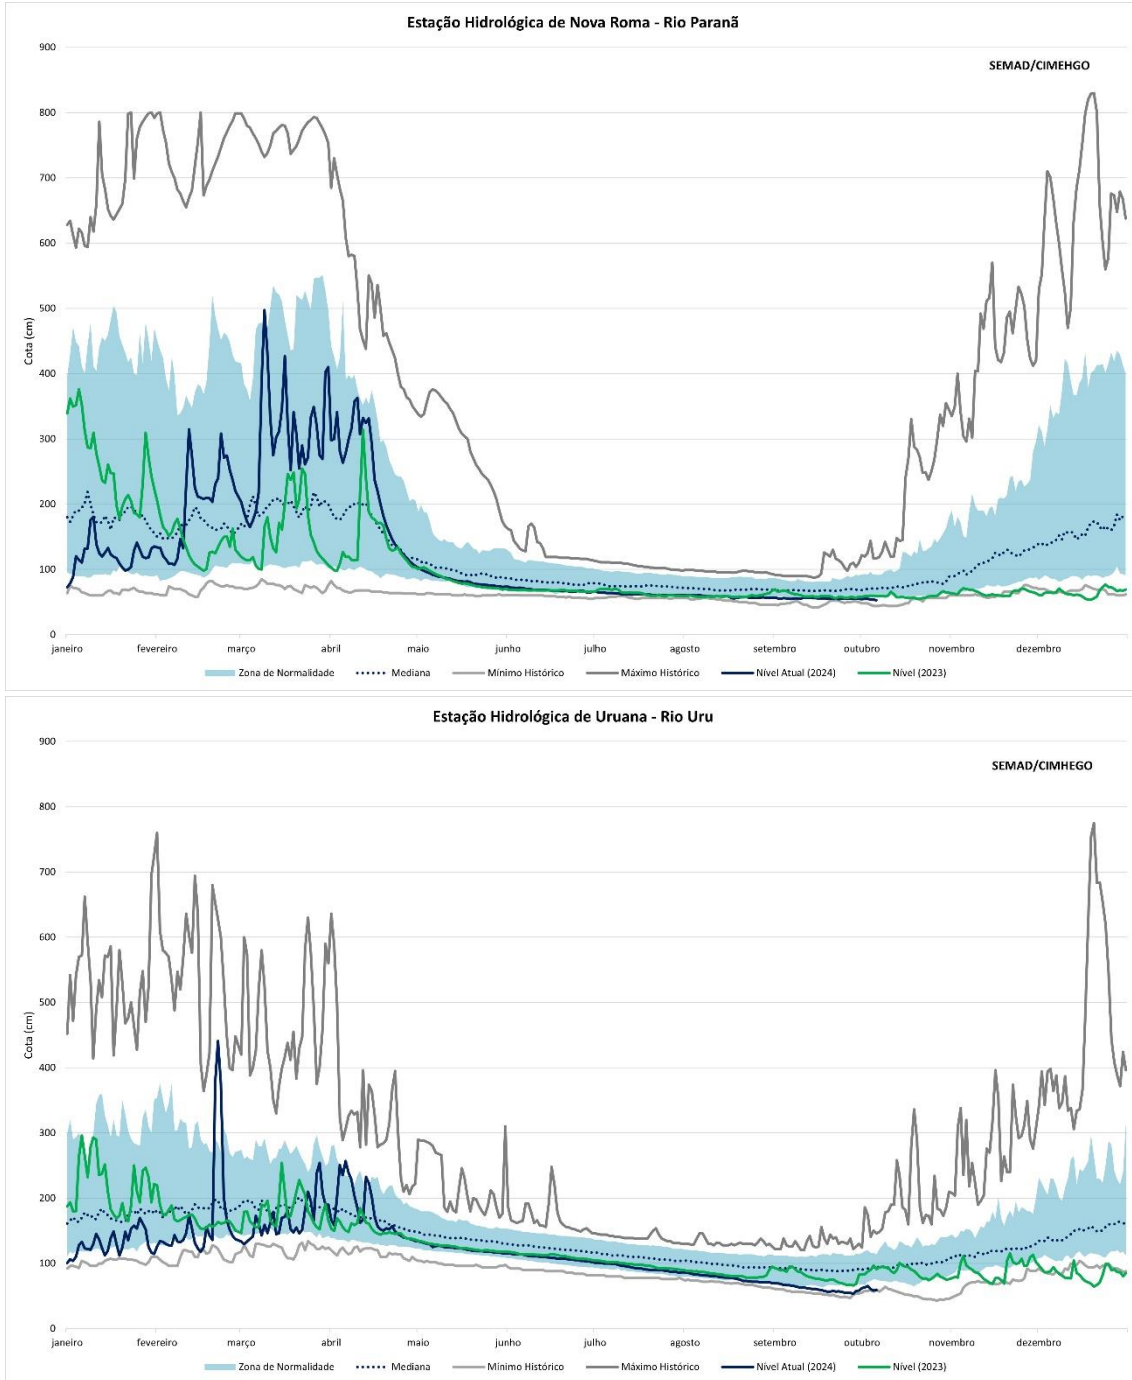 Estação Hidrológica de Nova Roma - Rio Paranã
SEMAD/CIMEHGO
Cota (cm)
900
800
700
600
500
400
300
200
100
0
janeiro fevereiro março abril maio junho julho agosto setembro outubro novembro dezembro
Zona de Normalidade Mediana Mínimo Histórico Máximo Histórico Nível Atual (2024) Nível (2023)
Estação Hidrológica de Uruana - Rio Uru
SEMAD/CIMHEGO
Cota (cm)
900
800
700
600
500
400
300
200
100
0
janeiro fevereiro março abril maio junho julho agosto setembro outubro novembro dezembro
Zona de Normalidade Mediana Mínimo Histórico Máximo Histórico Nível Atual (2024) Nível (2023)